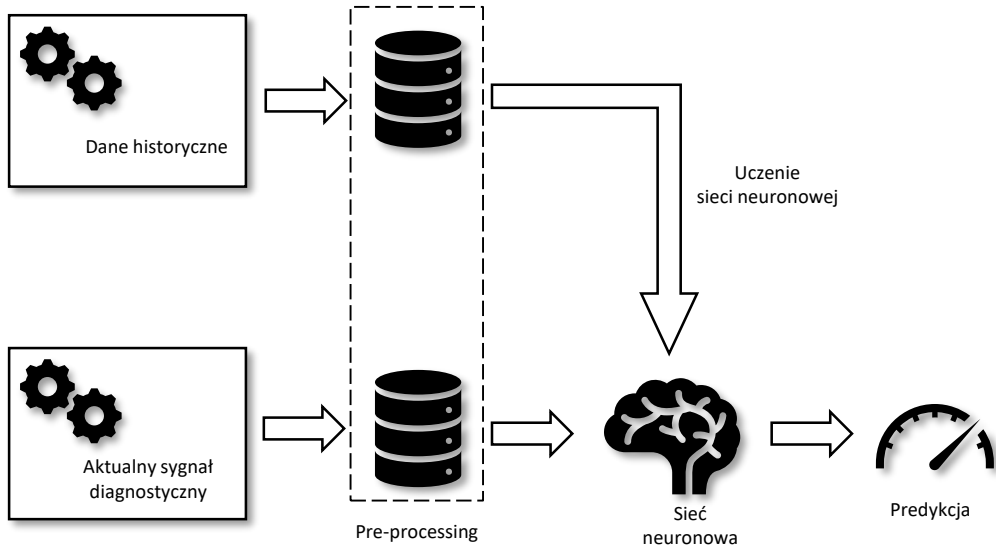 Dane historyczne
Uczenie
sieci neuronowej
Aktualny sygnał
diagnostyczny
Pre-processing
Sieć
neuronowa
Predykcja